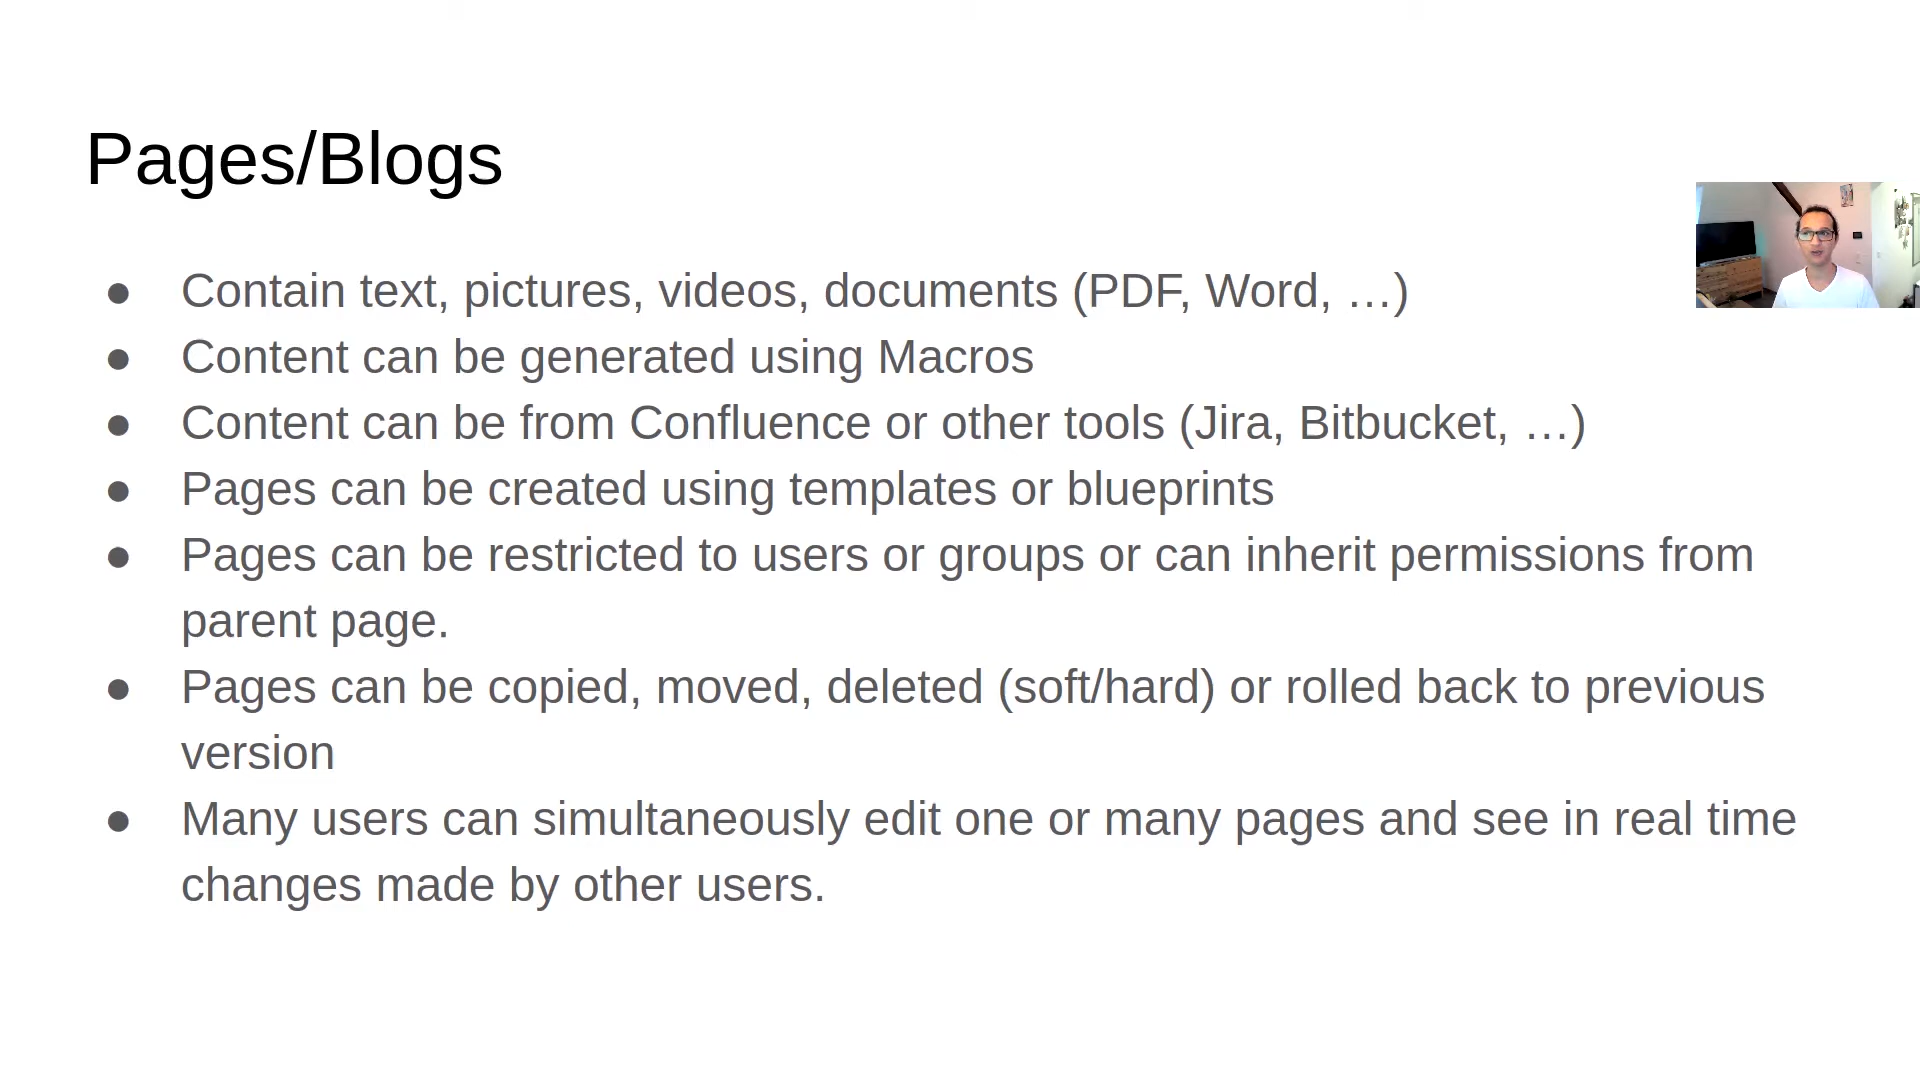 Pages/Blogs
● Contain text, pictures, videos, documents (PDF, Word, …)
● Content can be generated using Macros
● Content can be from Confluence or other tools (Jira, Bitbucket, …)
● Pages can be created using templates or blueprints
● Pages can be restricted to users or groups or can inherit permissions from
parent page.
● Pages can be copied, moved, deleted (soft/hard) or rolled back to previous
version
● Many users can simultaneously edit one or many pages and see in real time
changes made by other users.